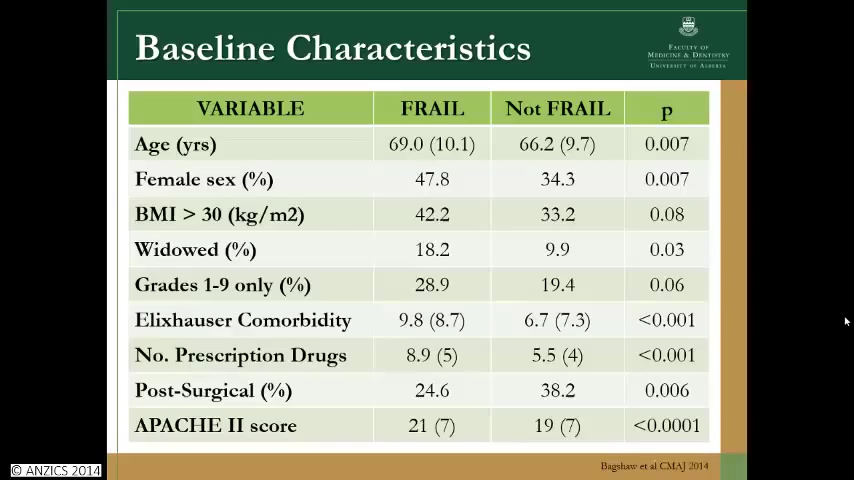 Baseline Characteristics
FACULTY OF
MEDICINE & DENTISTRY
UNIVERSITY OF ALBERTA
VARIABLE FRAIL Not FRAIL p
Age (yrs) 69.0 (10.1) 66.2 (9.7) 0.007
Female sex (%) 47.8 34.3 0.007
BMI > 30 (kg/m2) 42.2 33.2 0.08
Widowed (%) 18.2 9.9 0.03
Grades 1-9 only (%) 28.9 19.4 0.06
Elixhauser Comorbidity 9.8 (8.7) 6.7 (7.3) <0.001
No. Prescription Drugs 8.9 (5) 5.5 (4) <0.001
Post-Surgical (%) 24.6 38.2 0.006
APACHE II score 21 (7) 19 (7) <0.0001
Bagshaw et al CMAJ 2014
© ANZICS 2014